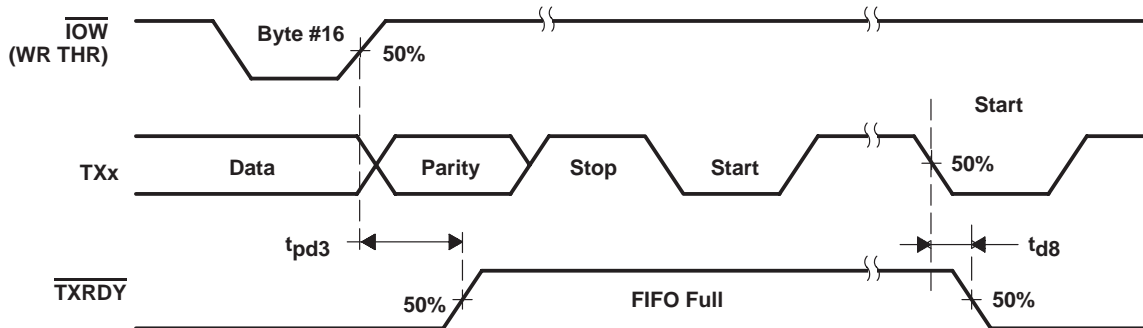 IOW
(WR THR)
Byte #16
50%
Start
TXx
Data
Parity
Stop
Start
50%
tpd3
td8
TXRDY
50%
FIFO Full
50%